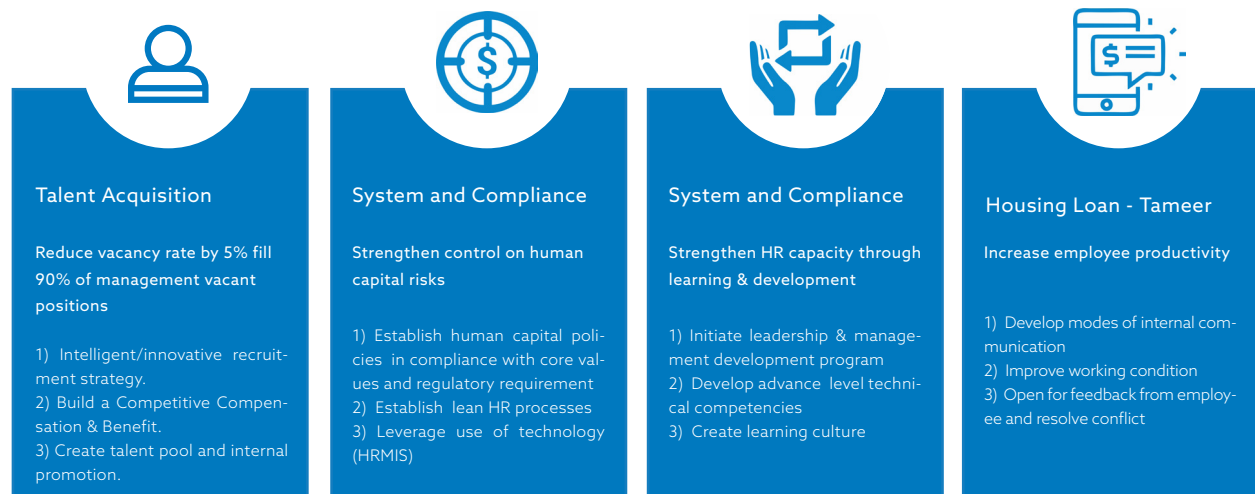 $
$
Talent Acquisition
Reduce vacancy rate by 5% fill
90% of management vacant
positions
1) Intelligent/innovative recruit-
ment strategy.
2) Build a Competitive Compen-
sation & Benefit.
3) Create talent pool and internal
promotion.
System and Compliance
Strengthen control on human
capital risks
1) Establish human capital poli-
cies in compliance with core val-
ues and regulatory requirement
2) Establish lean HR processes
3) Leverage use of technology
(HRMIS)
System and Compliance
Strengthen HR capacity through
learning & development
1) Initiate leadership & manage-
ment development program
2) Develop advance level techni-
cal competencies
3) Create learning culture
Housing Loan - Tameer
Increase employee productivity
1) Develop modes of internal com-
munication
2) Improve working condition
3) Open for feedback from employ-
ee and resolve conflict